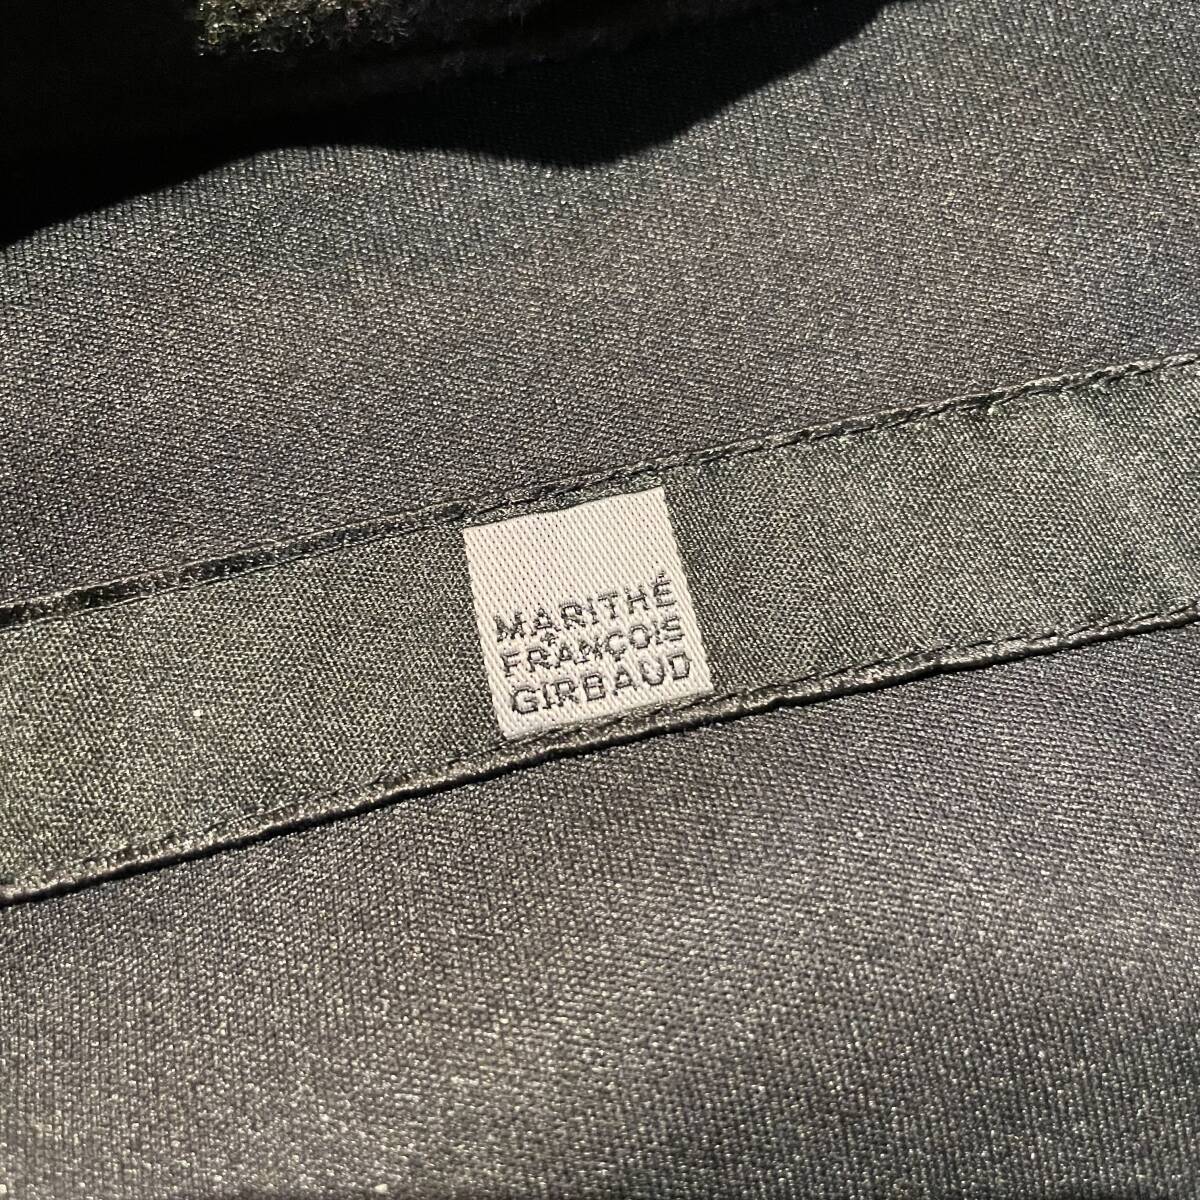 MARITHÉ
+
FRANÇOIS
GIRBAUD